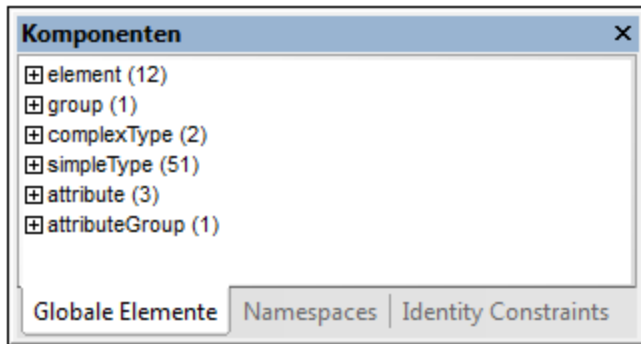 Komponenten
element (12)
group (1)
complexType (2)
simpleType (51)
attribute (3)
attributeGroup (1)
Globale Elemente Namespaces Identity Constraints